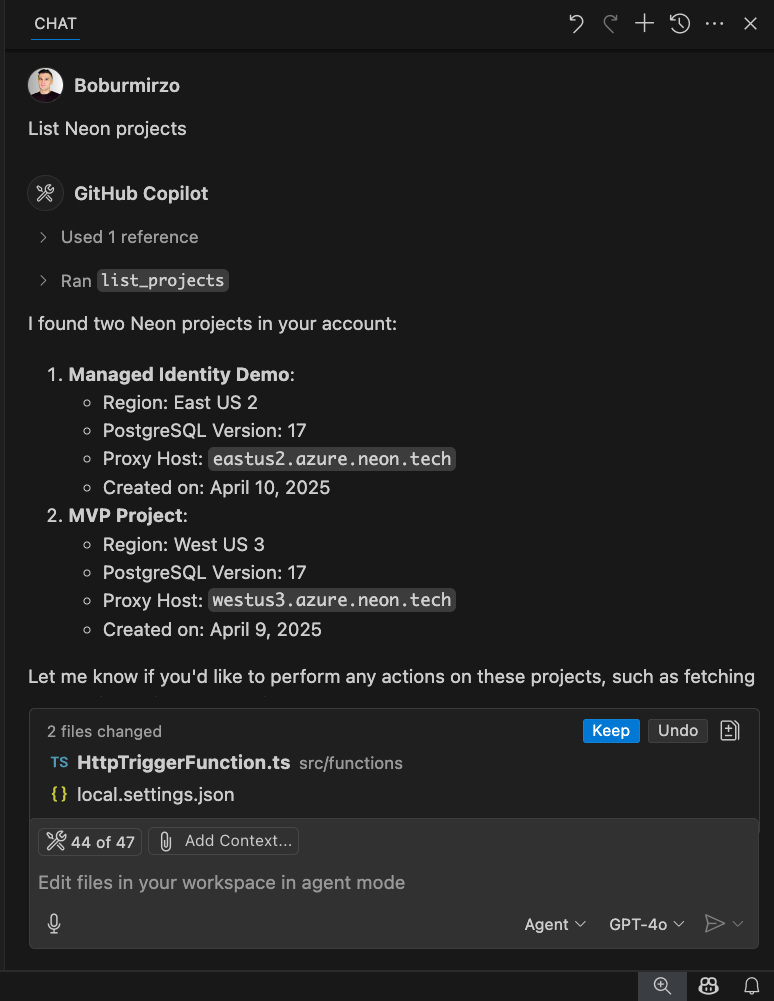 CHAT
Boburmirzo
List Neon projects
GitHub Copilot
Used 1 reference
Ran list_projects
I found two Neon projects in your account:
1. Managed Identity Demo:
Region: East US 2
PostgreSQL Version: 17
Proxy Host: eastus2.azure.neon.tech
Created on: April 10, 2025
2. MVP Project:
Region: West US 3
PostgreSQL Version: 17
Proxy Host: westus3.azure.neon.tech
Created on: April 9, 2025
Let me know if you'd like to perform any actions on these projects, such as fetching
2 files changed Keep Undo
TS HttpTriggerFunction.ts src/functions
{ } local.settings.json
44 of 47 Add Context...
Edit files in your workspace in agent mode
Agent GPT-4o